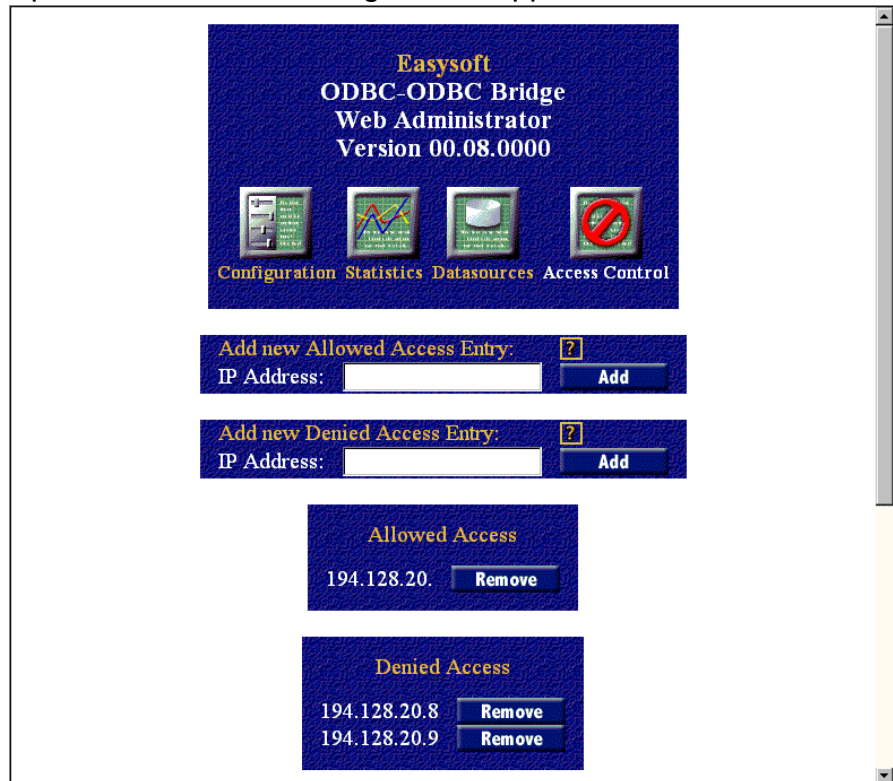 Easysoft
ODBC-ODBC Bridge
Web Administrator
Version 00.08.0000
Configuration Statistics Datasources Access Control
Add new Allowed Access Entry: ?
IP Address: Add
Add new Denied Access Entry: ?
IP Address: Add
Allowed Access
194.128.20. Remove
Denied Access
194.128.20.8 Remove
194.128.20.9 Remove